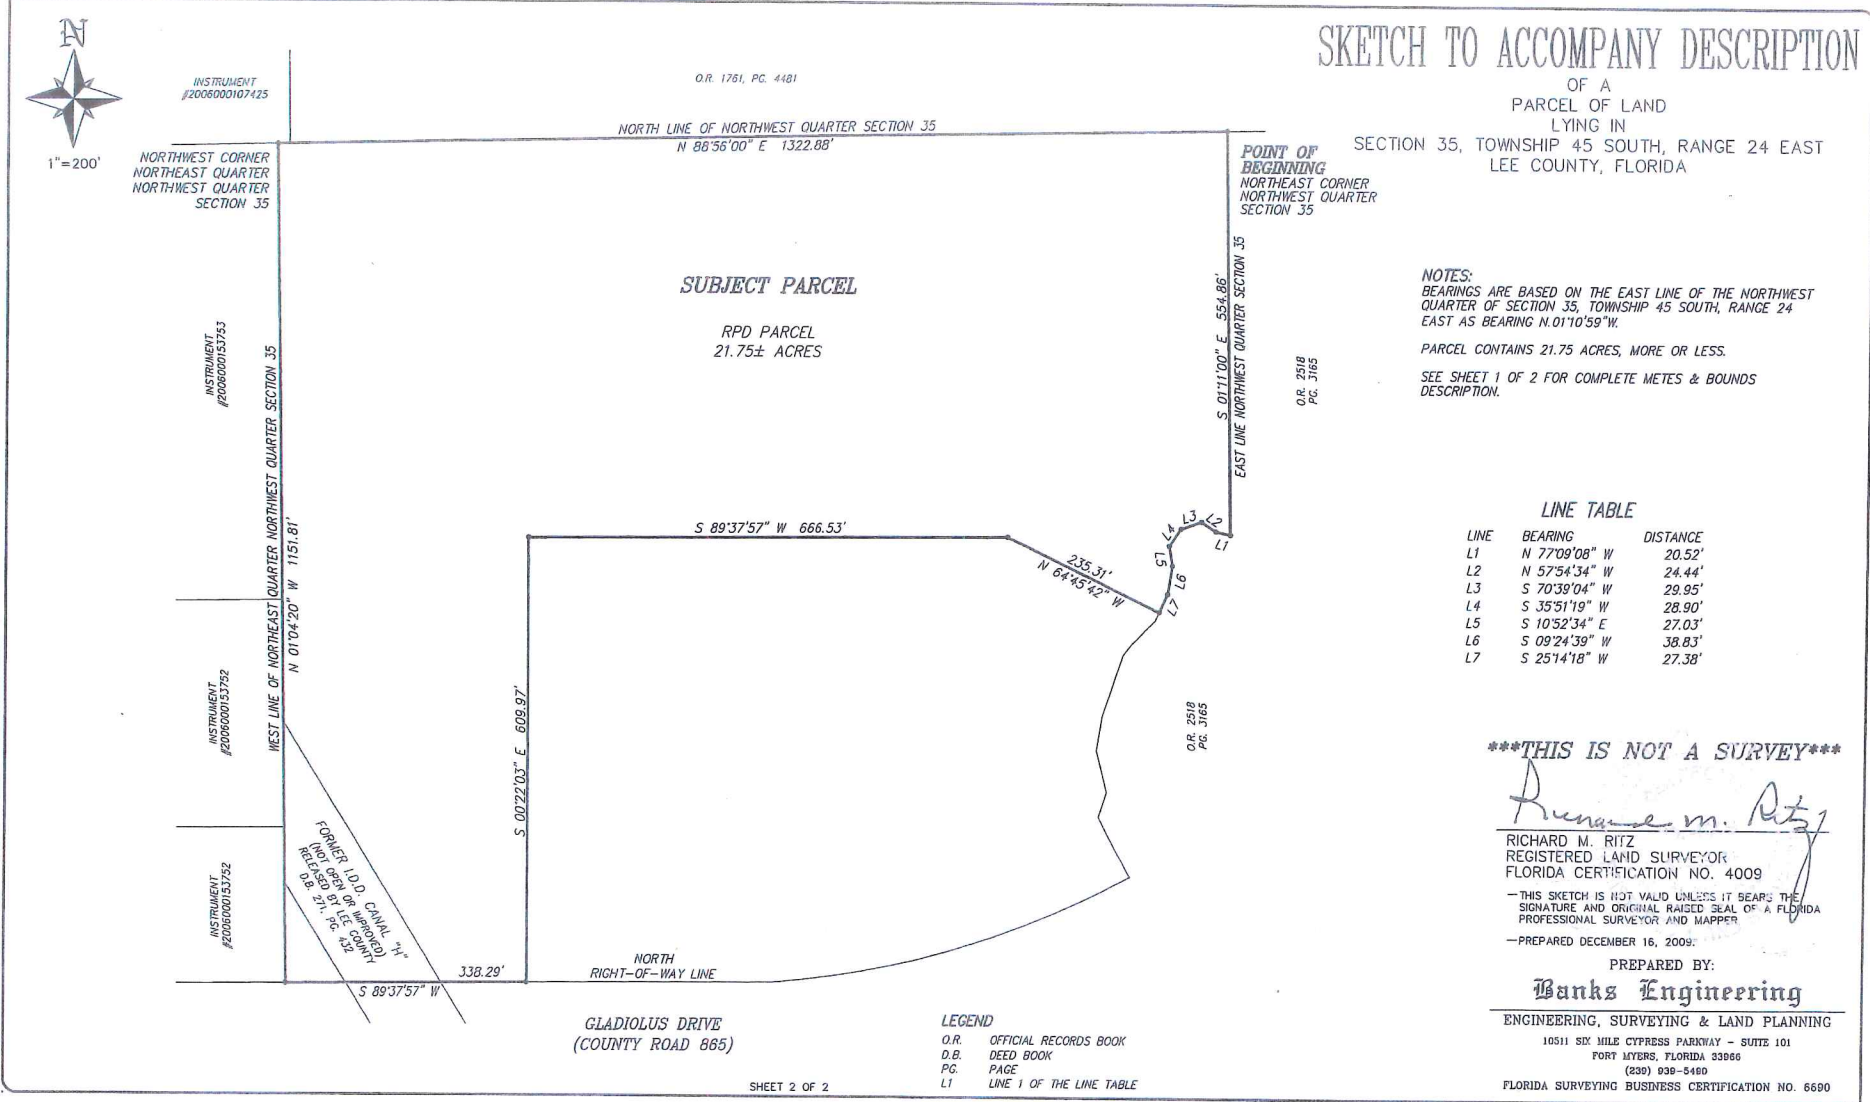 N
1"=200'
INSTRUMENT
#2006000107425
O.R. 1761, PG. 4481
SKETCH TO ACCOMPANY DESCRIPTION
OF A
PARCEL OF LAND
LYING IN
SECTION 35, TOWNSHIP 45 SOUTH, RANGE 24 EAST
LEE COUNTY, FLORIDA
NORTH LINE OF NORTHWEST QUARTER SECTION 35
N 88°56'00" E 1322.88'
NORTHWEST CORNER
NORTHEAST QUARTER
NORTHWEST QUARTER
SECTION 35
POINT OF
BEGINNING
NORTHEAST CORNER
NORTHWEST QUARTER
SECTION 35
SUBJECT PARCEL
RPD PARCEL
21.75± ACRES
S 01°11'00" E 554.86'
EAST LINE NORTHWEST QUARTER SECTION 35
O.R. 2518
PG. 3165
NOTES:
BEARINGS ARE BASED ON THE EAST LINE OF THE NORTHWEST
QUARTER OF SECTION 35, TOWNSHIP 45 SOUTH, RANGE 24
EAST AS BEARING N.01°10'59"W.
PARCEL CONTAINS 21.75 ACRES, MORE OR LESS.
SEE SHEET 1 OF 2 FOR COMPLETE METES & BOUNDS
DESCRIPTION.
INSTRUMENT
#2006000153753
WEST LINE OF NORTHEAST QUARTER NORTHWEST QUARTER SECTION 35
N 01°04'20" W 1151.81'
S 89°37'57" W 666.53'
235.31'
N 64°45'42" W
L1
L2
L3
L4
L5
L6
L7
LINE TABLE
LINE BEARING DISTANCE
L1 N 77°09'08" W 20.52'
L2 N 57°54'34" W 24.44'
L3 S 70°39'04" W 29.95'
L4 S 35°51'19" W 28.90'
L5 S 10°52'34" E 27.03'
L6 S 09°24'39" W 38.83'
L7 S 25°14'18" W 27.38'
INSTRUMENT
#2006000153752
S 00°22'03" E 609.97'
O.R. 2518
PG. 3165
INSTRUMENT
#2006000153752
FORMER I.D.D. CANAL "H"
(NOT OPEN OR IMPROVED)
RELEASED BY LEE COUNTY
D.B. 271, PG. 432
338.29'
S 89°37'57" W
NORTH
RIGHT-OF-WAY LINE
GLADIOLUS DRIVE
(COUNTY ROAD 865)
LEGEND
O.R. OFFICIAL RECORDS BOOK
D.B. DEED BOOK
PG. PAGE
L1 LINE 1 OF THE LINE TABLE
SHEET 2 OF 2
***THIS IS NOT A SURVEY***
Richard M. Ritz
RICHARD M. RITZ
REGISTERED LAND SURVEYOR
FLORIDA CERTIFICATION NO. 4009
-THIS SKETCH IS NOT VALID UNLESS IT BEARS THE
SIGNATURE AND ORIGINAL RAISED SEAL OF A FLORIDA
PROFESSIONAL SURVEYOR AND MAPPER
-PREPARED DECEMBER 16, 2009.
PREPARED BY:
Banks Engineering
ENGINEERING, SURVEYING & LAND PLANNING
10511 SIX MILE CYPRESS PARKWAY - SUITE 101
FORT MYERS, FLORIDA 33966
(239) 939-5490
FLORIDA SURVEYING BUSINESS CERTIFICATION NO. 6690